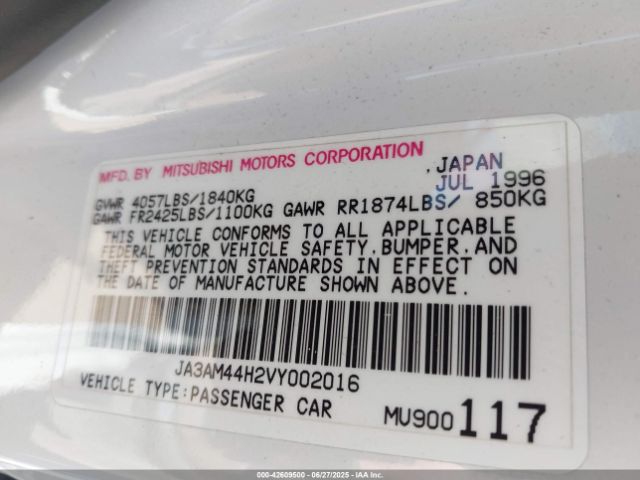 MFD. BY MITSUBISHI MOTORS CORPORATION
.JAPAN
JUL 1996
GVWR 4057LBS/1840KG
GAWR FR2425LBS/1100KG GAWR RR1874LBS/ 850KG
THIS VEHICLE CONFORMS TO ALL APPLICABLE
FEDERAL MOTOR VEHICLE SAFETY,BUMPER,AND
THEFT PREVENTION STANDARDS IN EFFECT ON
THE DATE OF MANUFACTURE SHOWN ABOVE.
JA3AM44H2VY002016
VEHICLE TYPE:PASSENGER CAR
MU900117
000-42609500 - 06/27/2025 - IAA Inc.